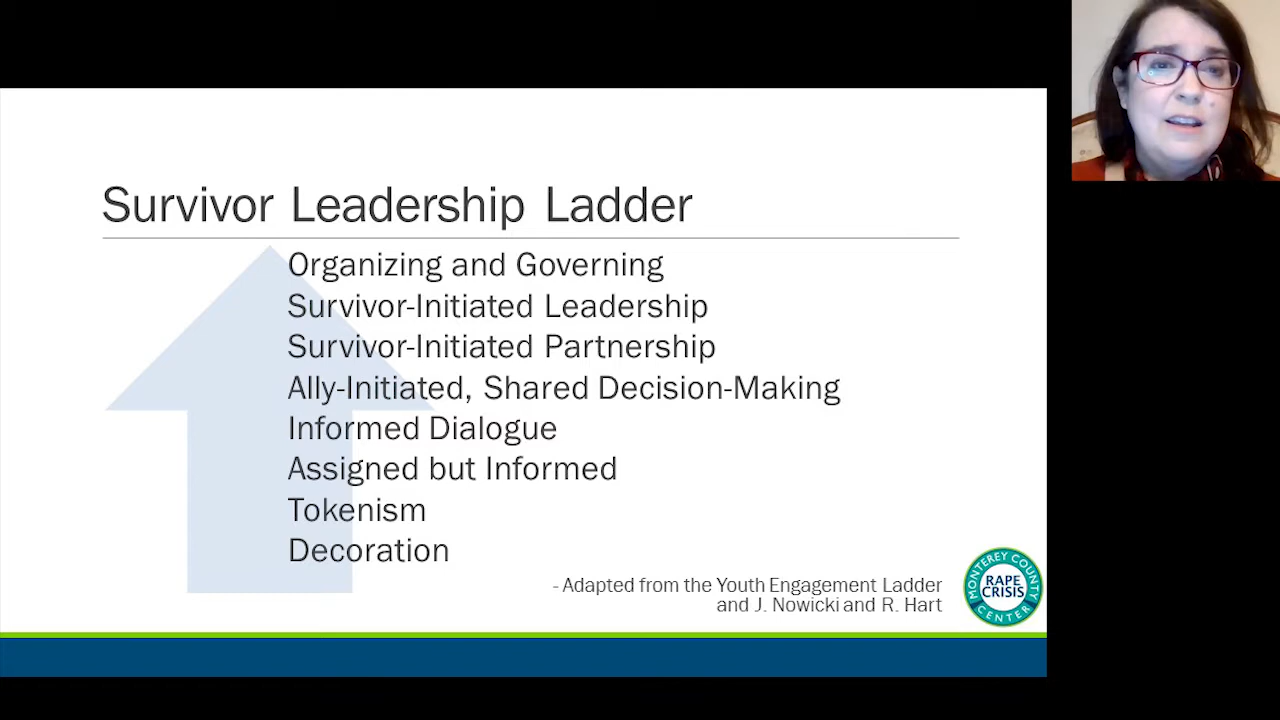 Survivor Leadership Ladder
Organizing and Governing
Survivor-Initiated Leadership
Survivor-Initiated Partnership
Ally-Initiated, Shared Decision-Making
Informed Dialogue
Assigned but Informed
Tokenism
Decoration
- Adapted from the Youth Engagement Ladder
and J. Nowicki and R. Hart
MONTEREY COUNTY
RAPE
CRISIS
CENTER